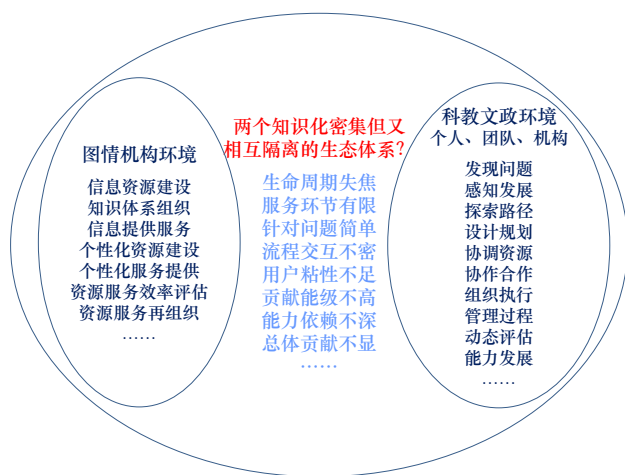 图情机构环境
信息资源建设
知识体系组织
信息提供服务
个性化资源建设
个性化服务提供
资源服务效率评估
资源服务再组织
……
两个知识化密集但又
相互隔离的生态体系?
生命周期失焦
服务环节有限
针对问题简单
流程交互不密
用户粘性不足
贡献能级不高
能力依赖不深
总体贡献不显
……
科教文政环境
个人、团队、机构
发现问题
感知发展
探索路径
设计规划
协调资源
协作合作
组织执行
管理过程
动态评估
能力发展
……